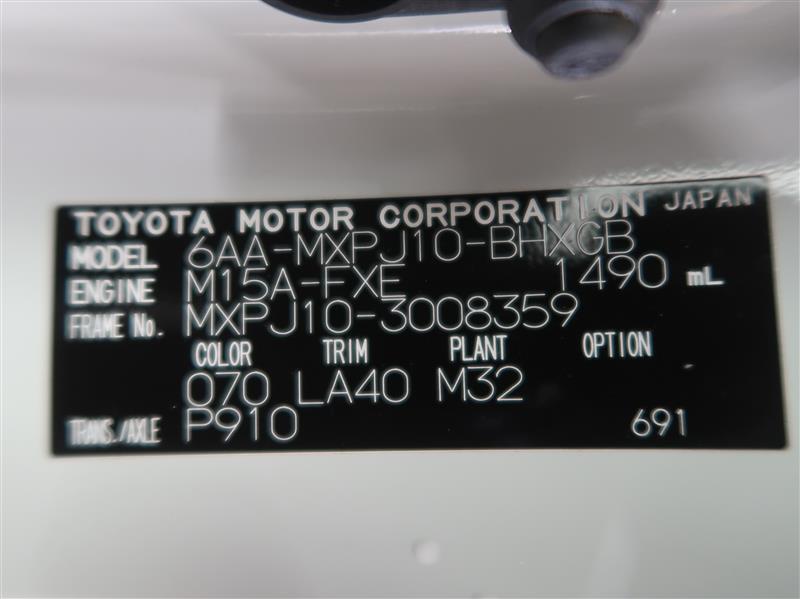 TOYOTA MOTOR CORPORATION JAPAN
MODEL 6AA-MXPJ10-BHXGB
ENGINE M15A-FXE 1490 mL
FRAME No. MXPJ10-3008359
COLOR TRIM PLANT OPTION
070 LA40 M32
TRANS./AXLE P910 691